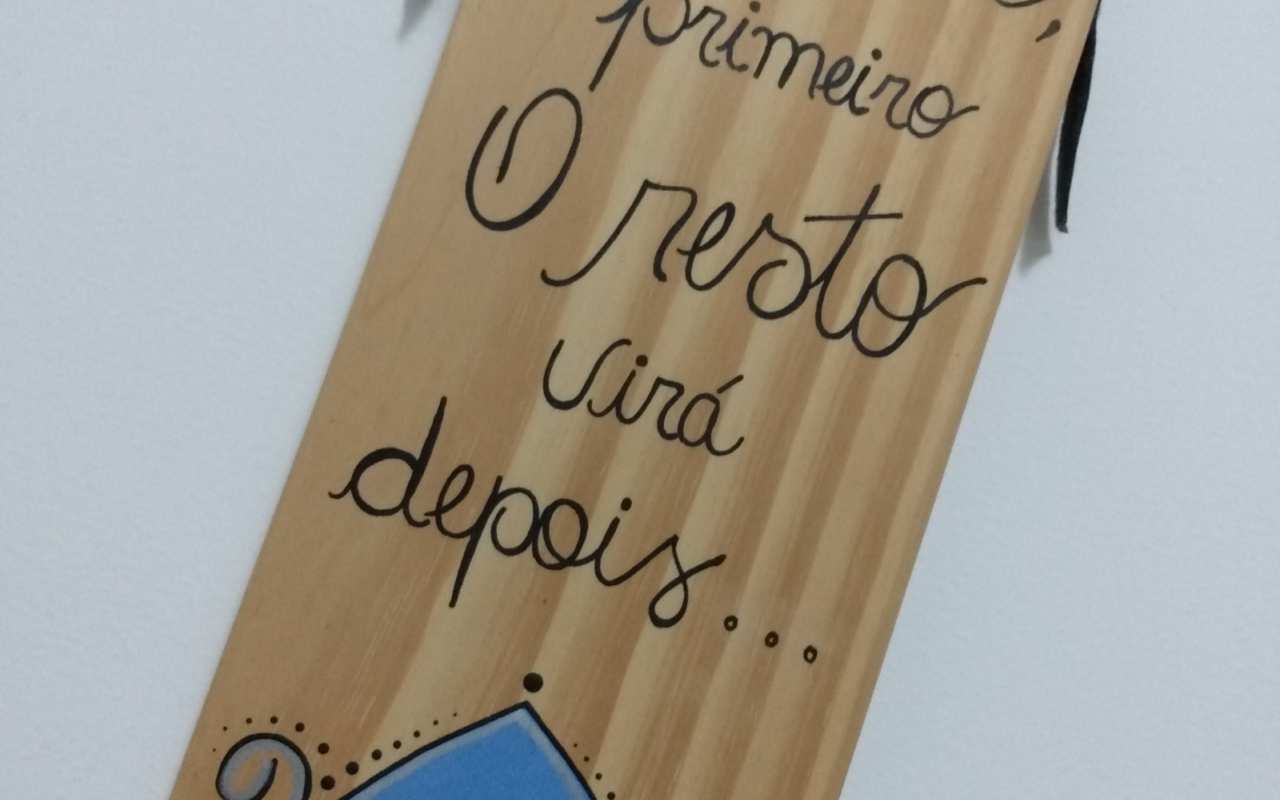 primeiro
O resto
virá
depois...